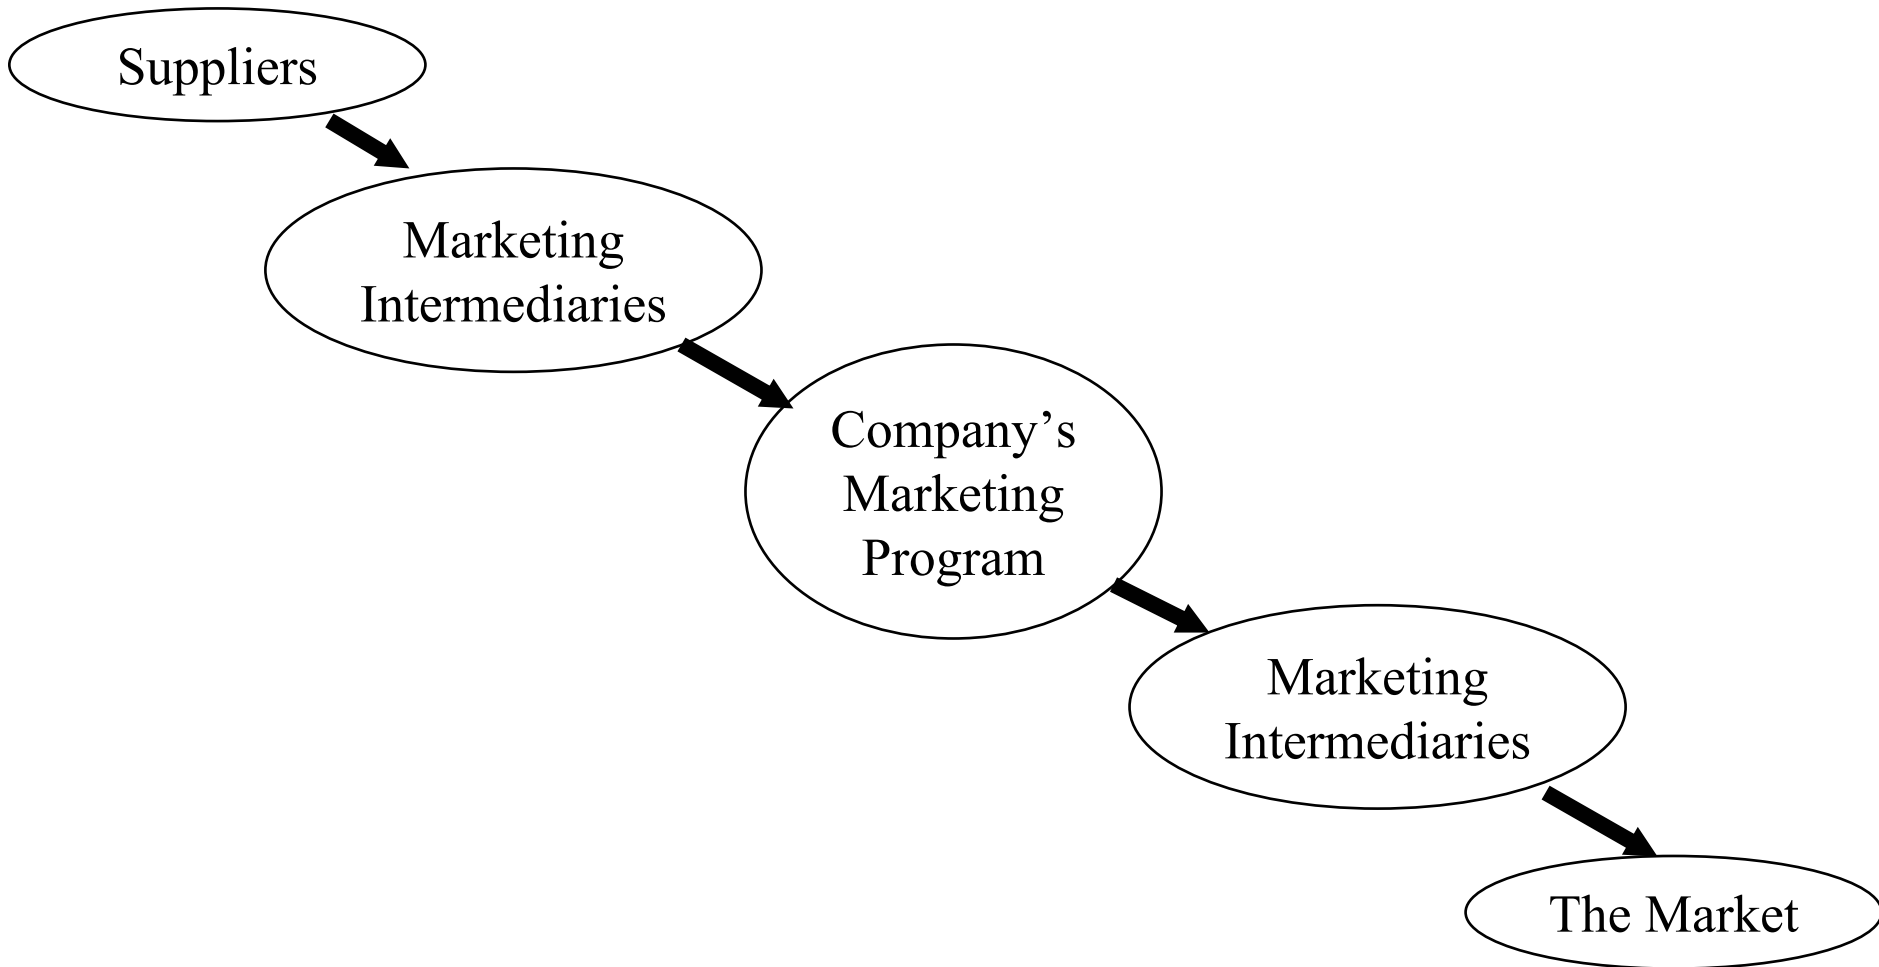 Suppliers
Marketing
Intermediaries
Company’s
Marketing
Program
Marketing
Intermediaries
The Market